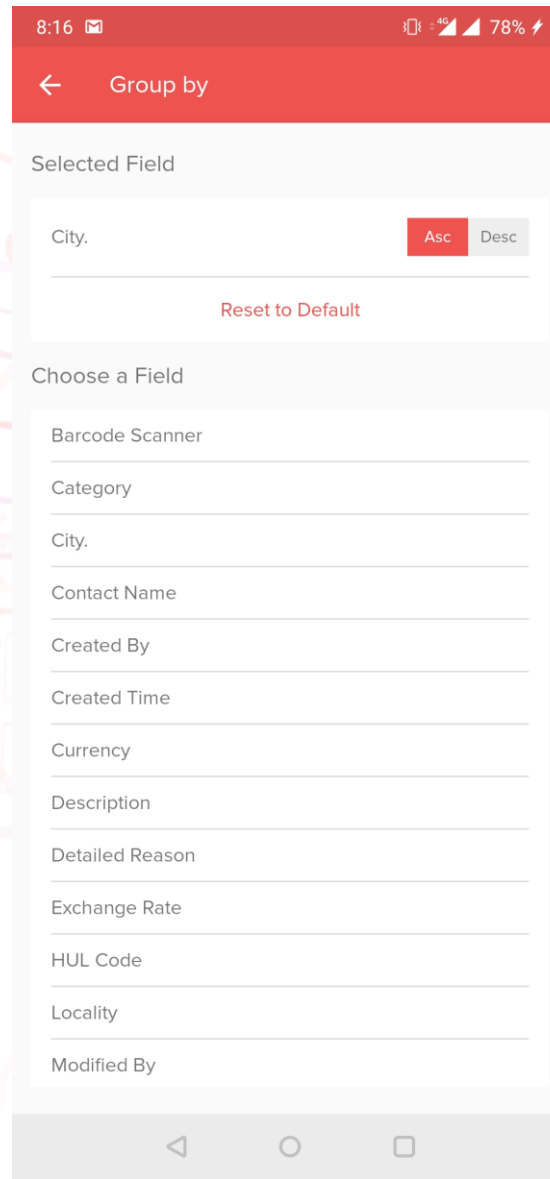 8:16 4G 78%
Group by
Selected Field
City. Asc Desc
Reset to Default
Choose a Field
Barcode Scanner
Category
City.
Contact Name
Created By
Created Time
Currency
Description
Detailed Reason
Exchange Rate
HUL Code
Locality
Modified By